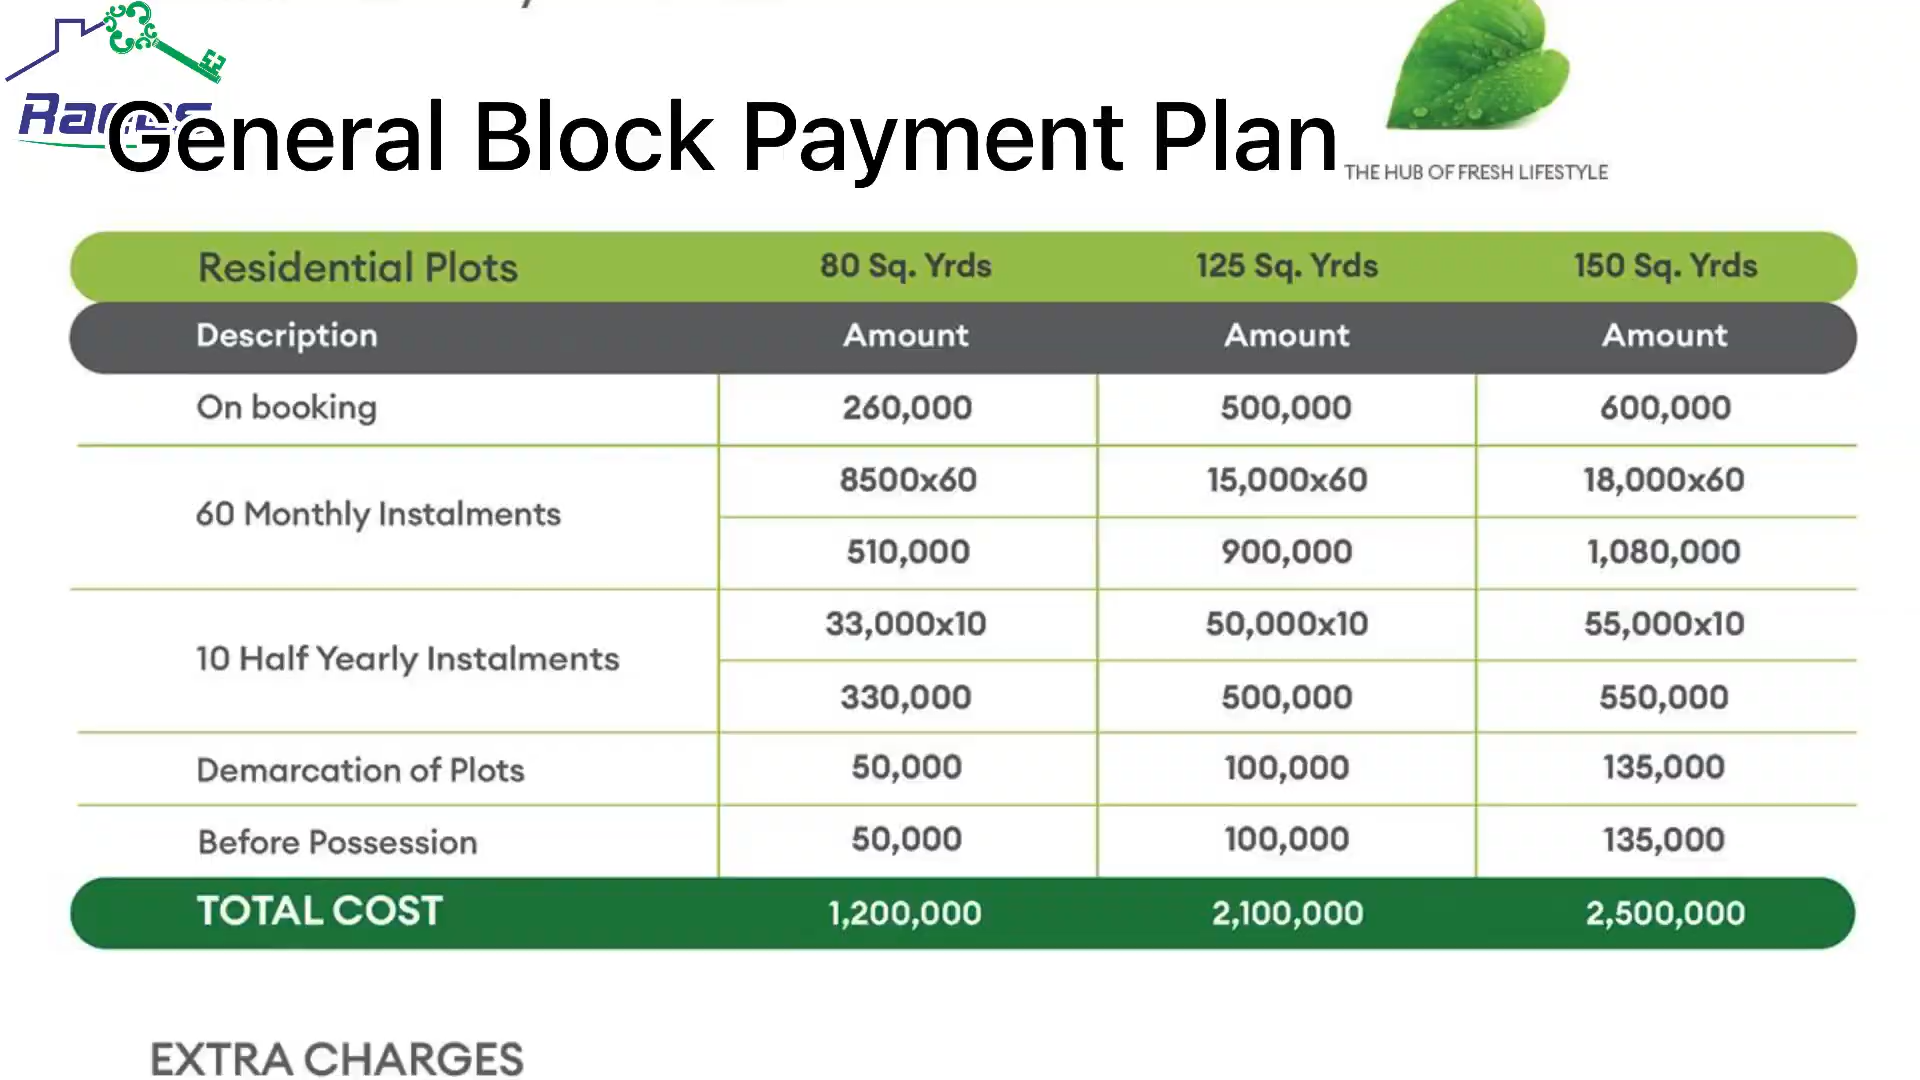 General Block Payment Plan
THE HUB OF FRESH LIFESTYLE
Residential Plots 80 Sq. Yrds 125 Sq. Yrds 150 Sq. Yrds
Description Amount Amount Amount
On booking 260,000 500,000 600,000
60 Monthly Instalments
8500x60 15,000x60 18,000x60
510,000 900,000 1,080,000
10 Half Yearly Instalments
33,000x10 50,000x10 55,000x10
330,000 500,000 550,000
Demarcation of Plots 50,000 100,000 135,000
Before Possession 50,000 100,000 135,000
TOTAL COST 1,200,000 2,100,000 2,500,000
EXTRA CHARGES